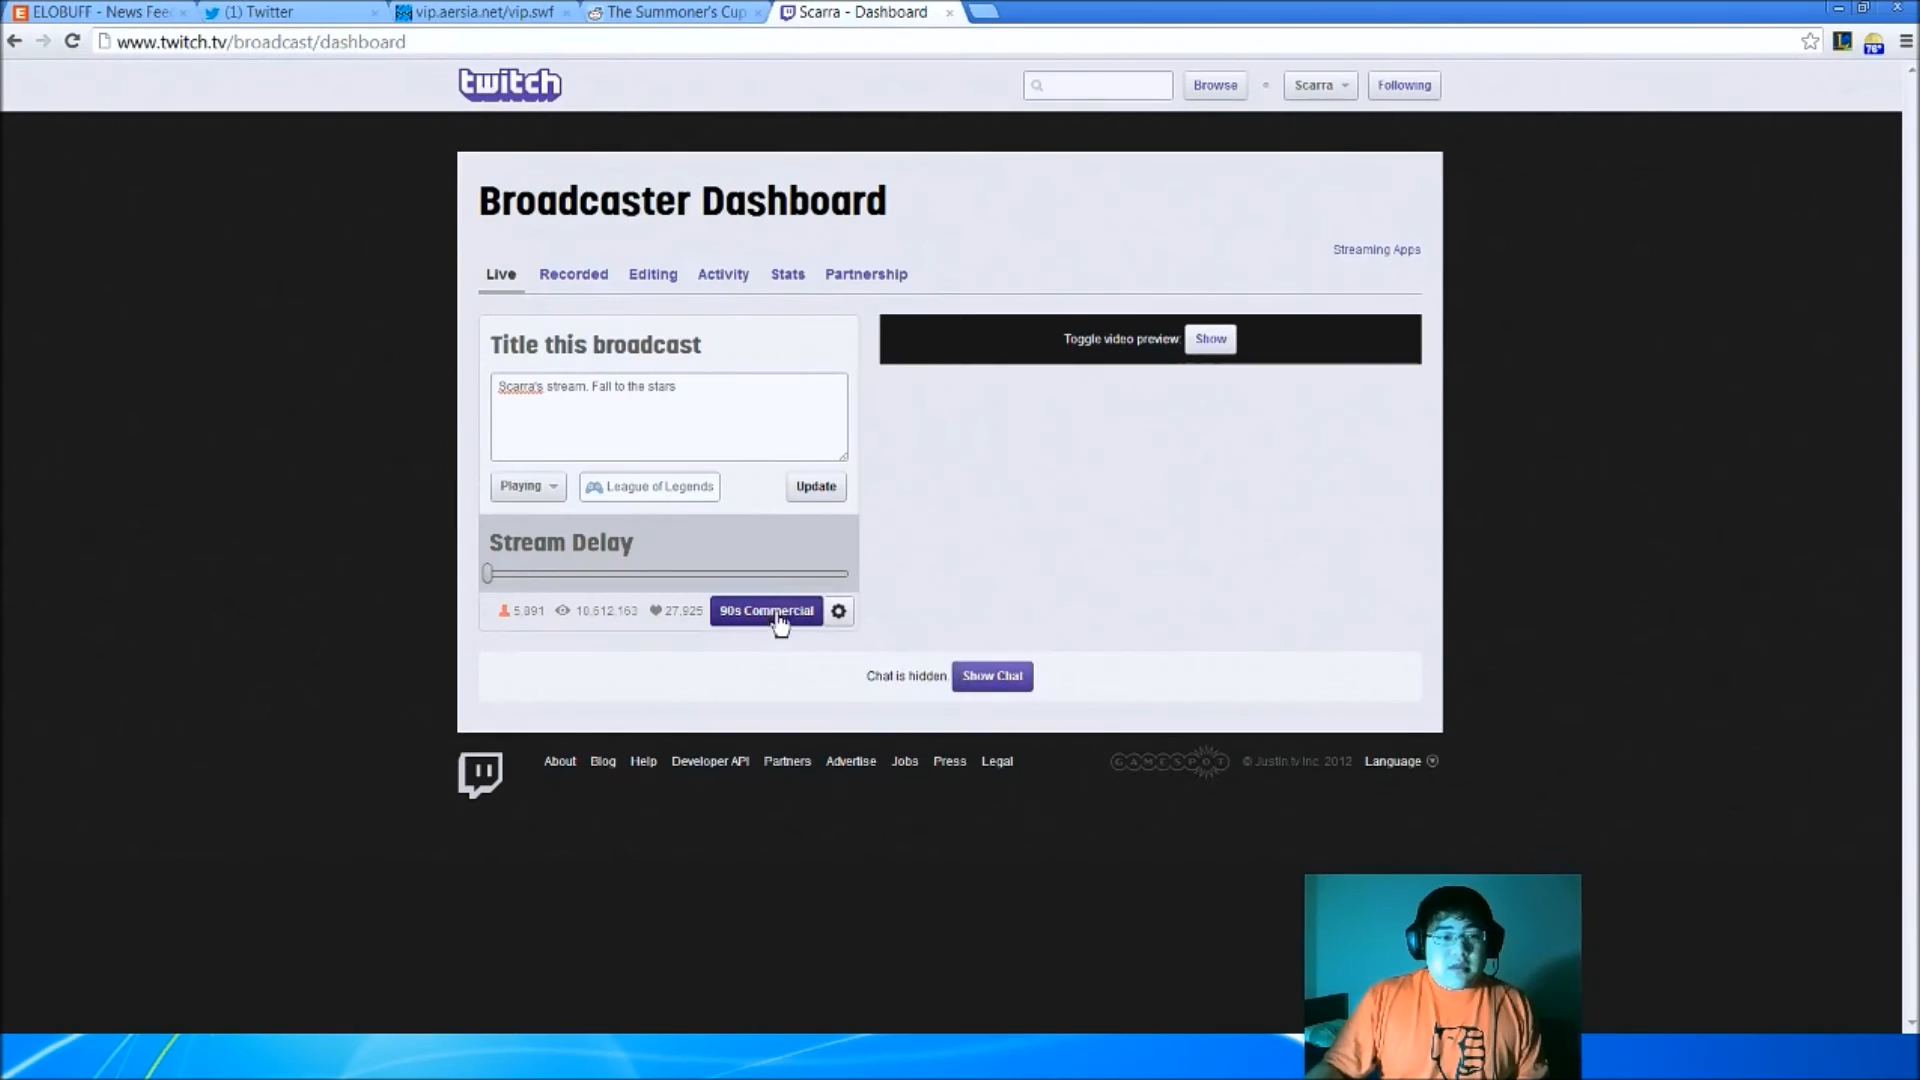 ELOBUFF - News Fee
(1) Twitter
vip.aersia.net/vip.swf
The Summoner's Cup
Scarra - Dashboard
www.twitch.tv/broadcast/dashboard
76°
twitch
Browse
Scarra
Following
Broadcaster Dashboard
Streaming Apps
Live
Recorded
Editing
Activity
Stats
Partnership
Title this broadcast
Toggle video preview:
Show
Scarra's stream. Fall to the stars
Playing
League of Legends
Update
Stream Delay
5,891
10,612,163
27,925
90s Commercial
Chat is hidden.
Show Chat
About
Blog
Help
Developer API
Partners
Advertise
Jobs
Press
Legal
GAMESPOT
© Justin.tv Inc. 2012
Language